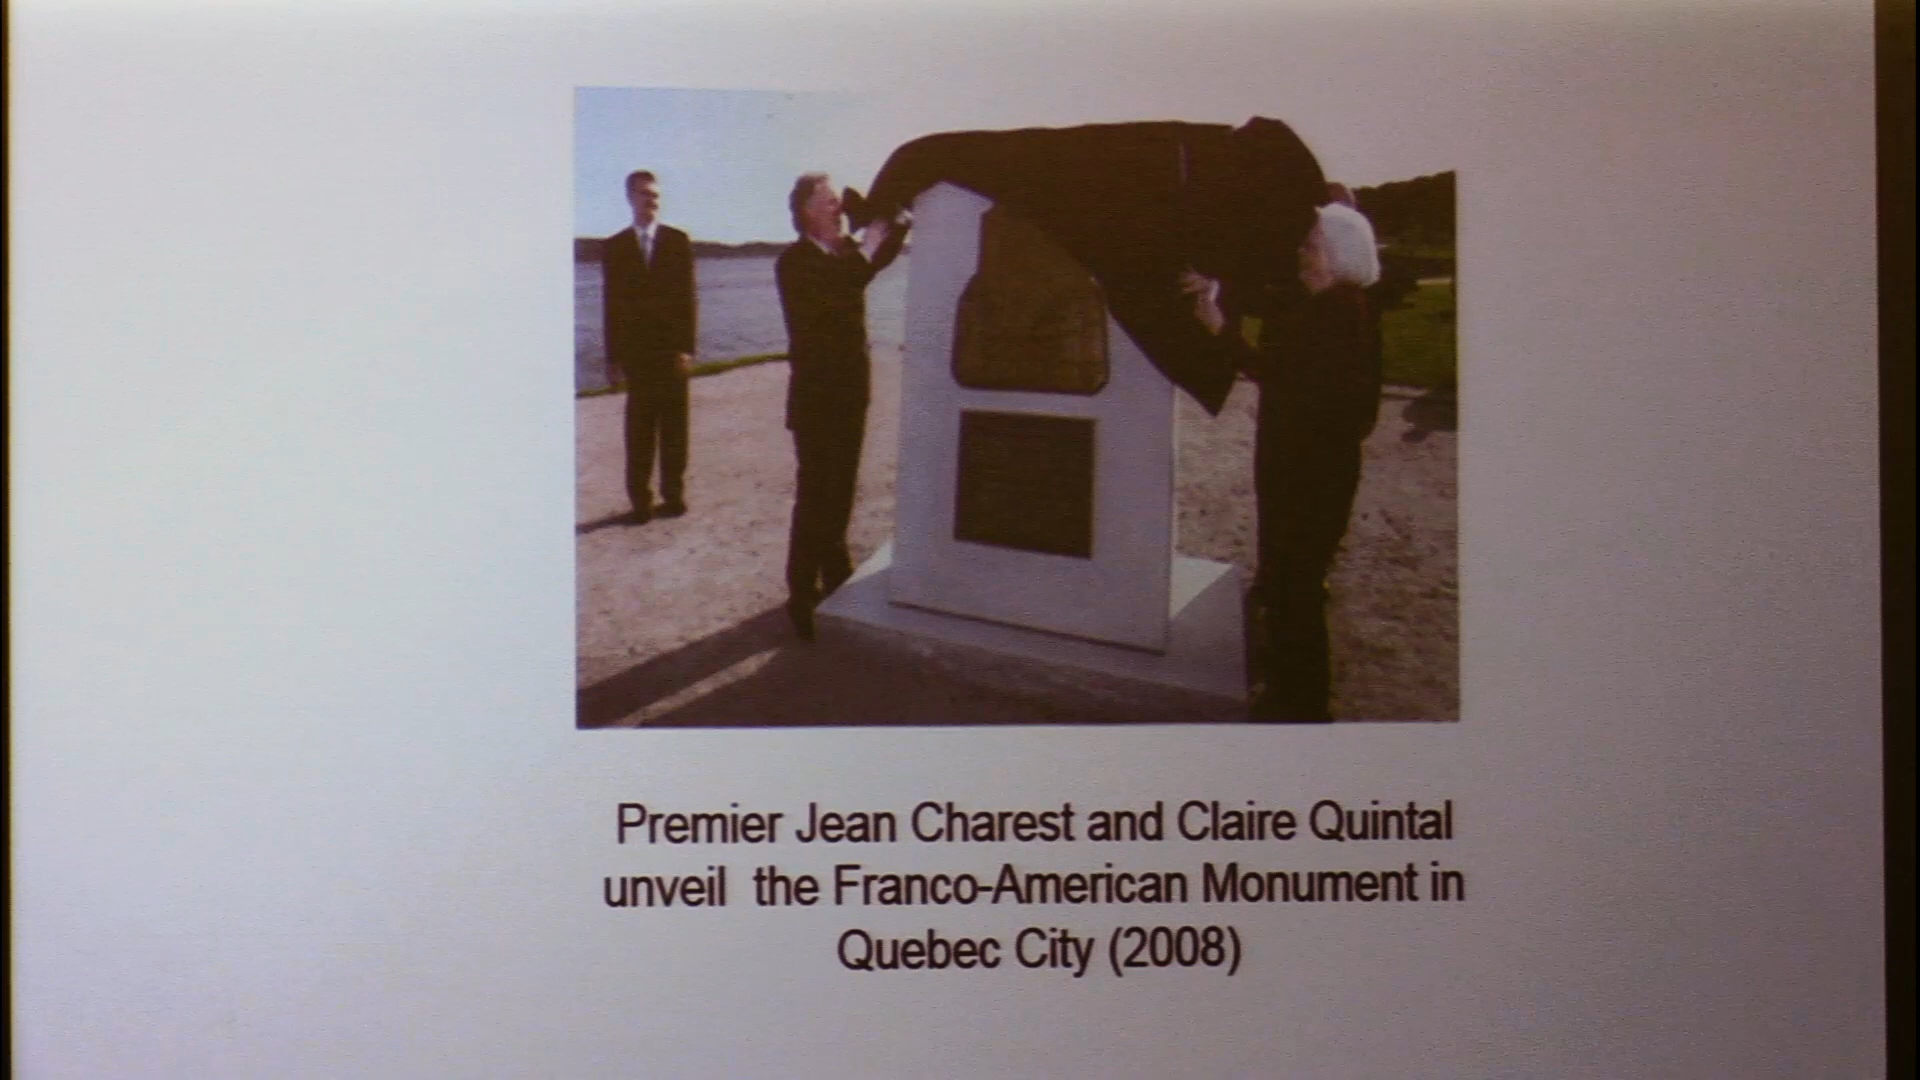 Premier Jean Charest and Claire Quintal
unveil the Franco-American Monument in
Quebec City (2008)